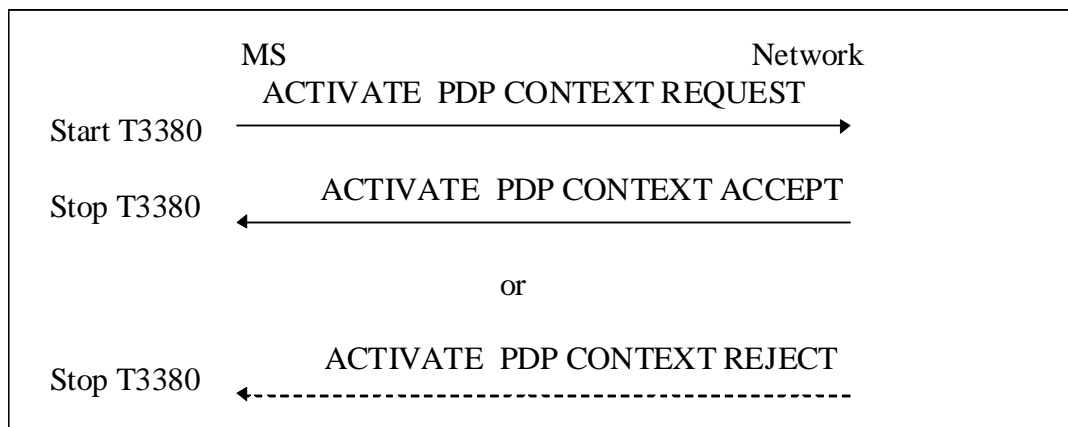 MS Network
ACTIVATE PDP CONTEXT REQUEST
Start T3380
ACTIVATE PDP CONTEXT ACCEPT
Stop T3380
or
ACTIVATE PDP CONTEXT REJECT
Stop T3380